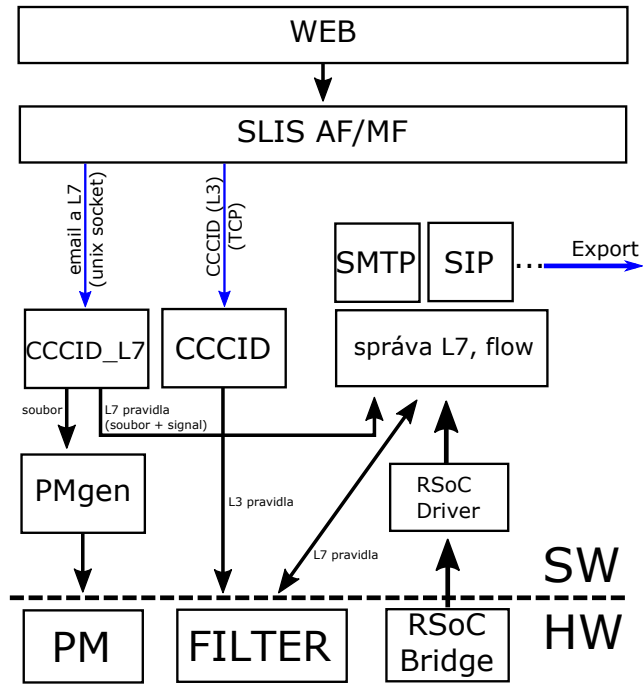 WEB
SLIS AF/MF
email a L7
(unix socket)
CCCID (L3)
(TCP)
SMTP
SIP
...
Export
CCCID_L7
CCCID
správa L7, flow
soubor
L7 pravidla
(soubor + signal)
PMgen
L3 pravidla
RSoC
Driver
L7 pravidla
SW
HW
PM
FILTER
RSoC
Bridge